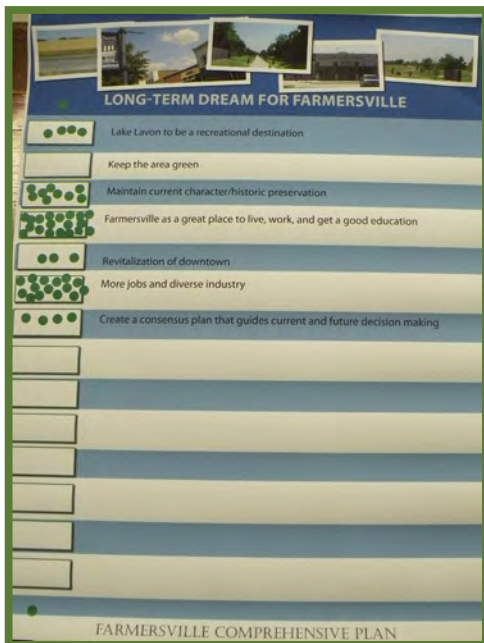 LONG-TERM DREAM FOR FARMERSVILLE
Lake Lavon to be a recreational destination
Keep the area green
Maintain current character/historic preservation
Farmersville as a great place to live, work, and get a good education
Revitalization of downtown
More jobs and diverse industry
Create a consensus plan that guides current and future decision making
FARMERSVILLE COMPREHENSIVE PLAN